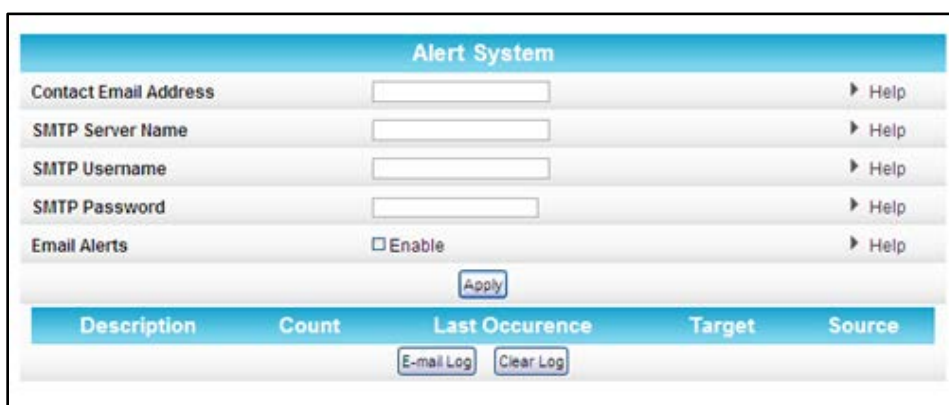 Alert System
Contact Email Address Help
SMTP Server Name Help
SMTP Username Help
SMTP Password Help
Email Alerts Enable Help
Apply
Description Count Last Occurence Target Source
E-mail Log Clear Log